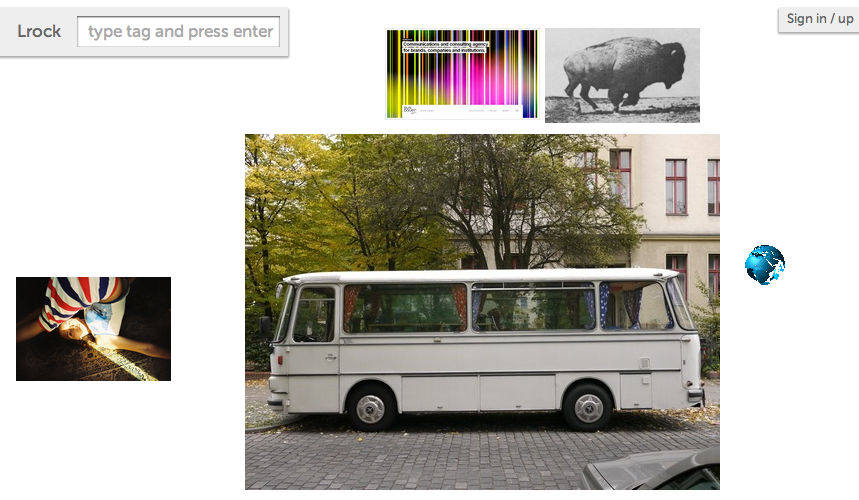 Lrock
type tag and press enter
Sign in / up
Communications and consulting agency
for brands, companies and institutions.